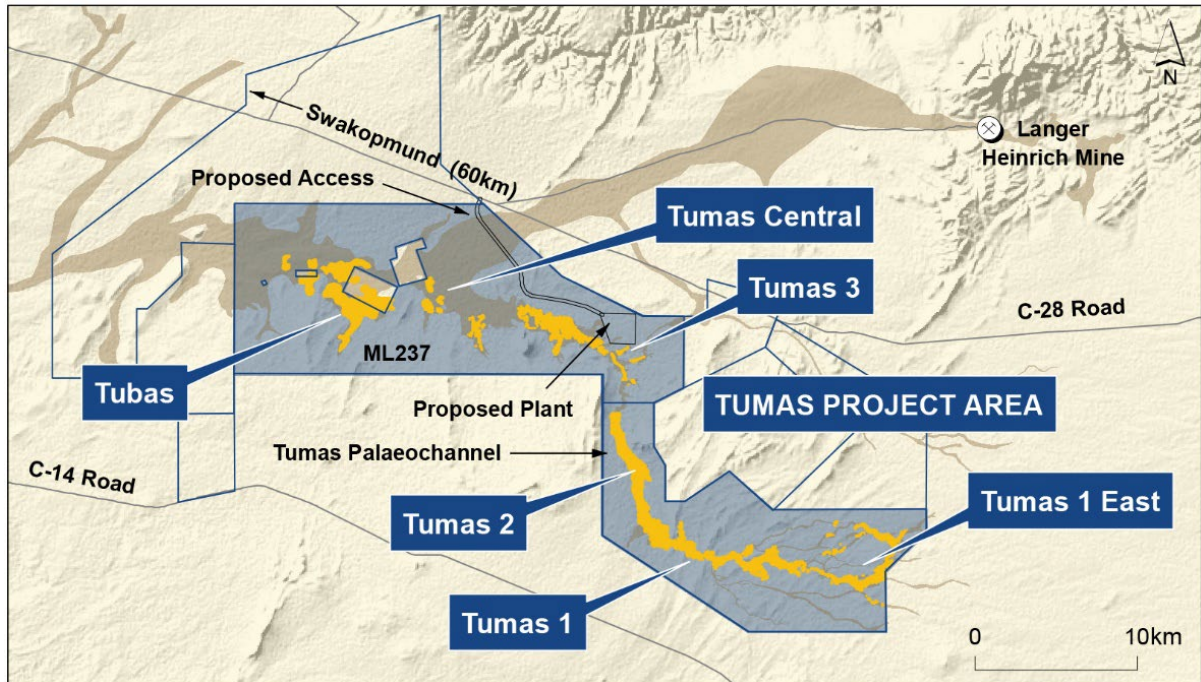 N
Langer
Heinrich Mine
Swakopmund (60km)
Proposed Access
Tumas Central
Tumas 3
C-28 Road
ML237
Tubas
Proposed Plant
TUMAS PROJECT AREA
Tumas Palaeochannel
C-14 Road
Tumas 2
Tumas 1 East
Tumas 1
0 10km